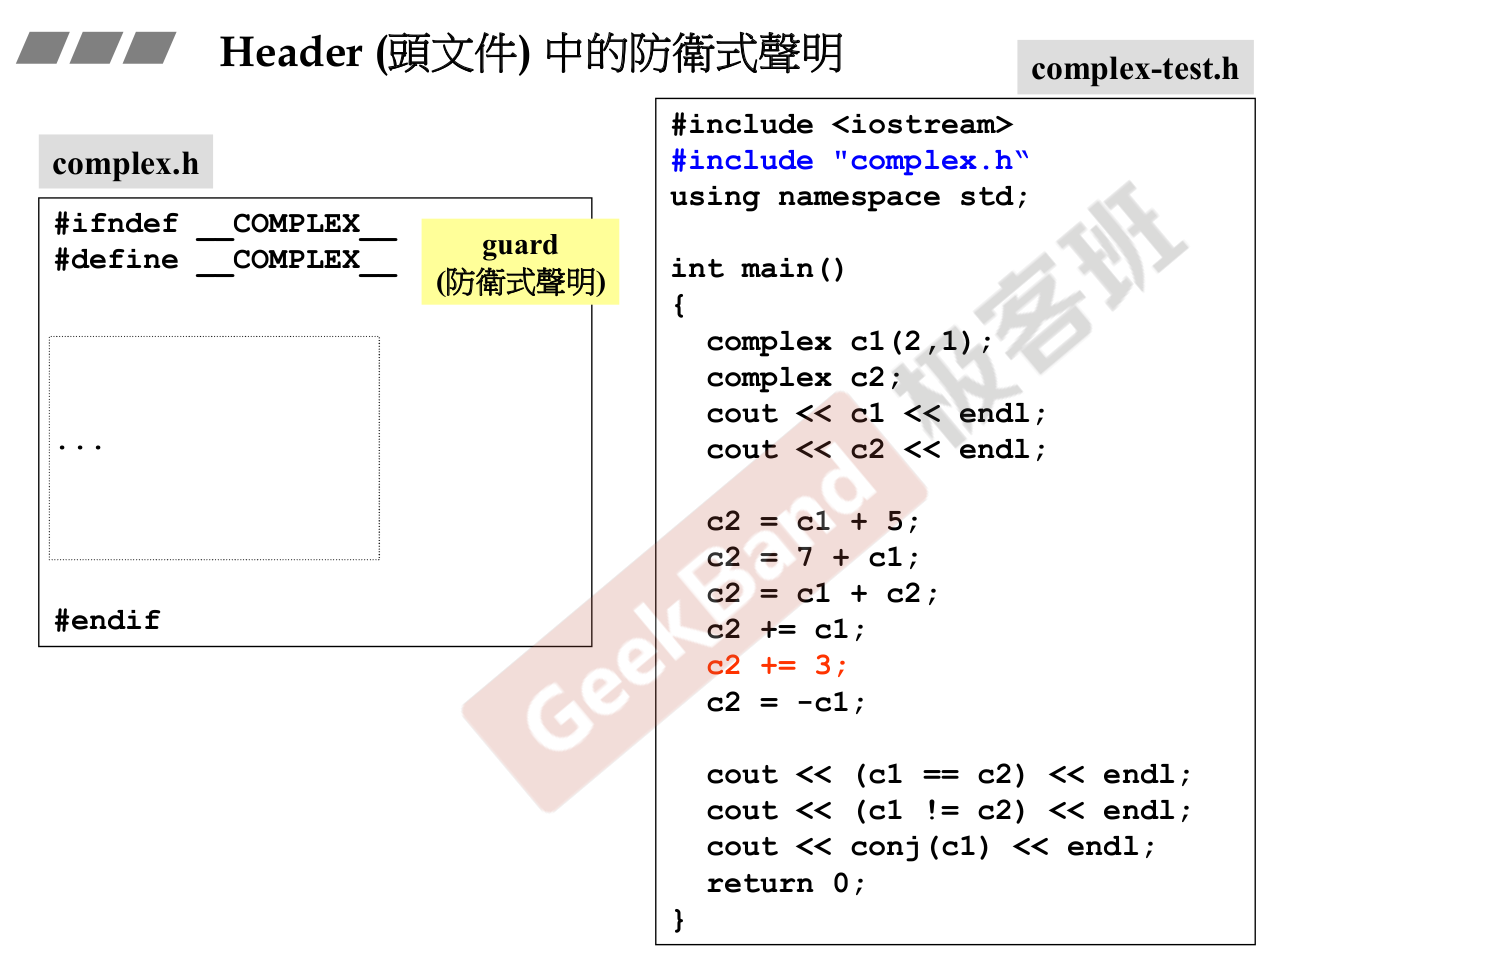 Header (頭文件) 中的防衛式聲明
complex.h
#ifndef __COMPLEX__
#define __COMPLEX__
guard
(防衛式聲明)
...
#endif
complex-test.h
#include <iostream>
#include "complex.h“
using namespace std;
int main()
{
complex c1(2,1);
complex c2;
cout << c1 << endl;
cout << c2 << endl;
c2 = c1 + 5;
c2 = 7 + c1;
c2 = c1 + c2;
c2 += c1;
c2 += 3;
c2 = -c1;
cout << (c1 == c2) << endl;
cout << (c1 != c2) << endl;
cout << conj(c1) << endl;
return 0;
}
GeekBand 极客班